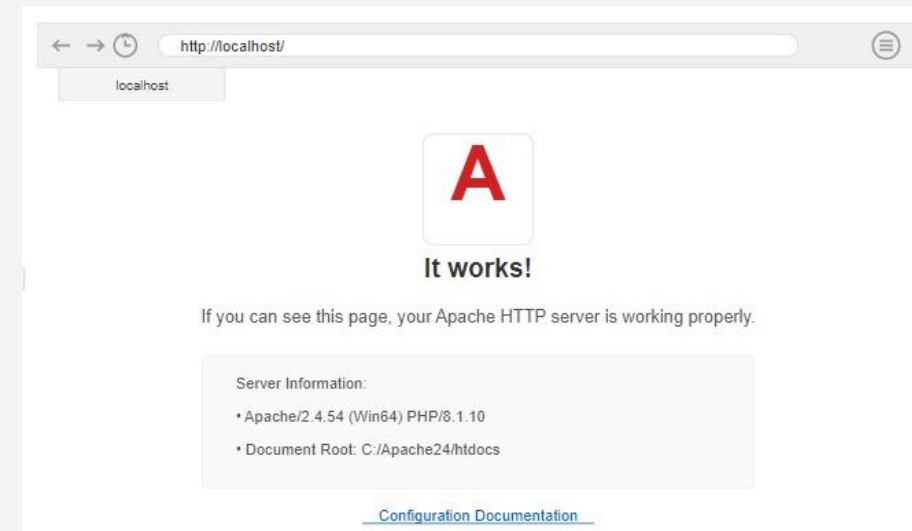 http://localhost/
localhost
A
It works!
If you can see this page, your Apache HTTP server is working properly.
Server Information:
• Apache/2.4.54 (Win64) PHP/8.1.10
• Document Root: C:/Apache24/htdocs
Configuration Documentation